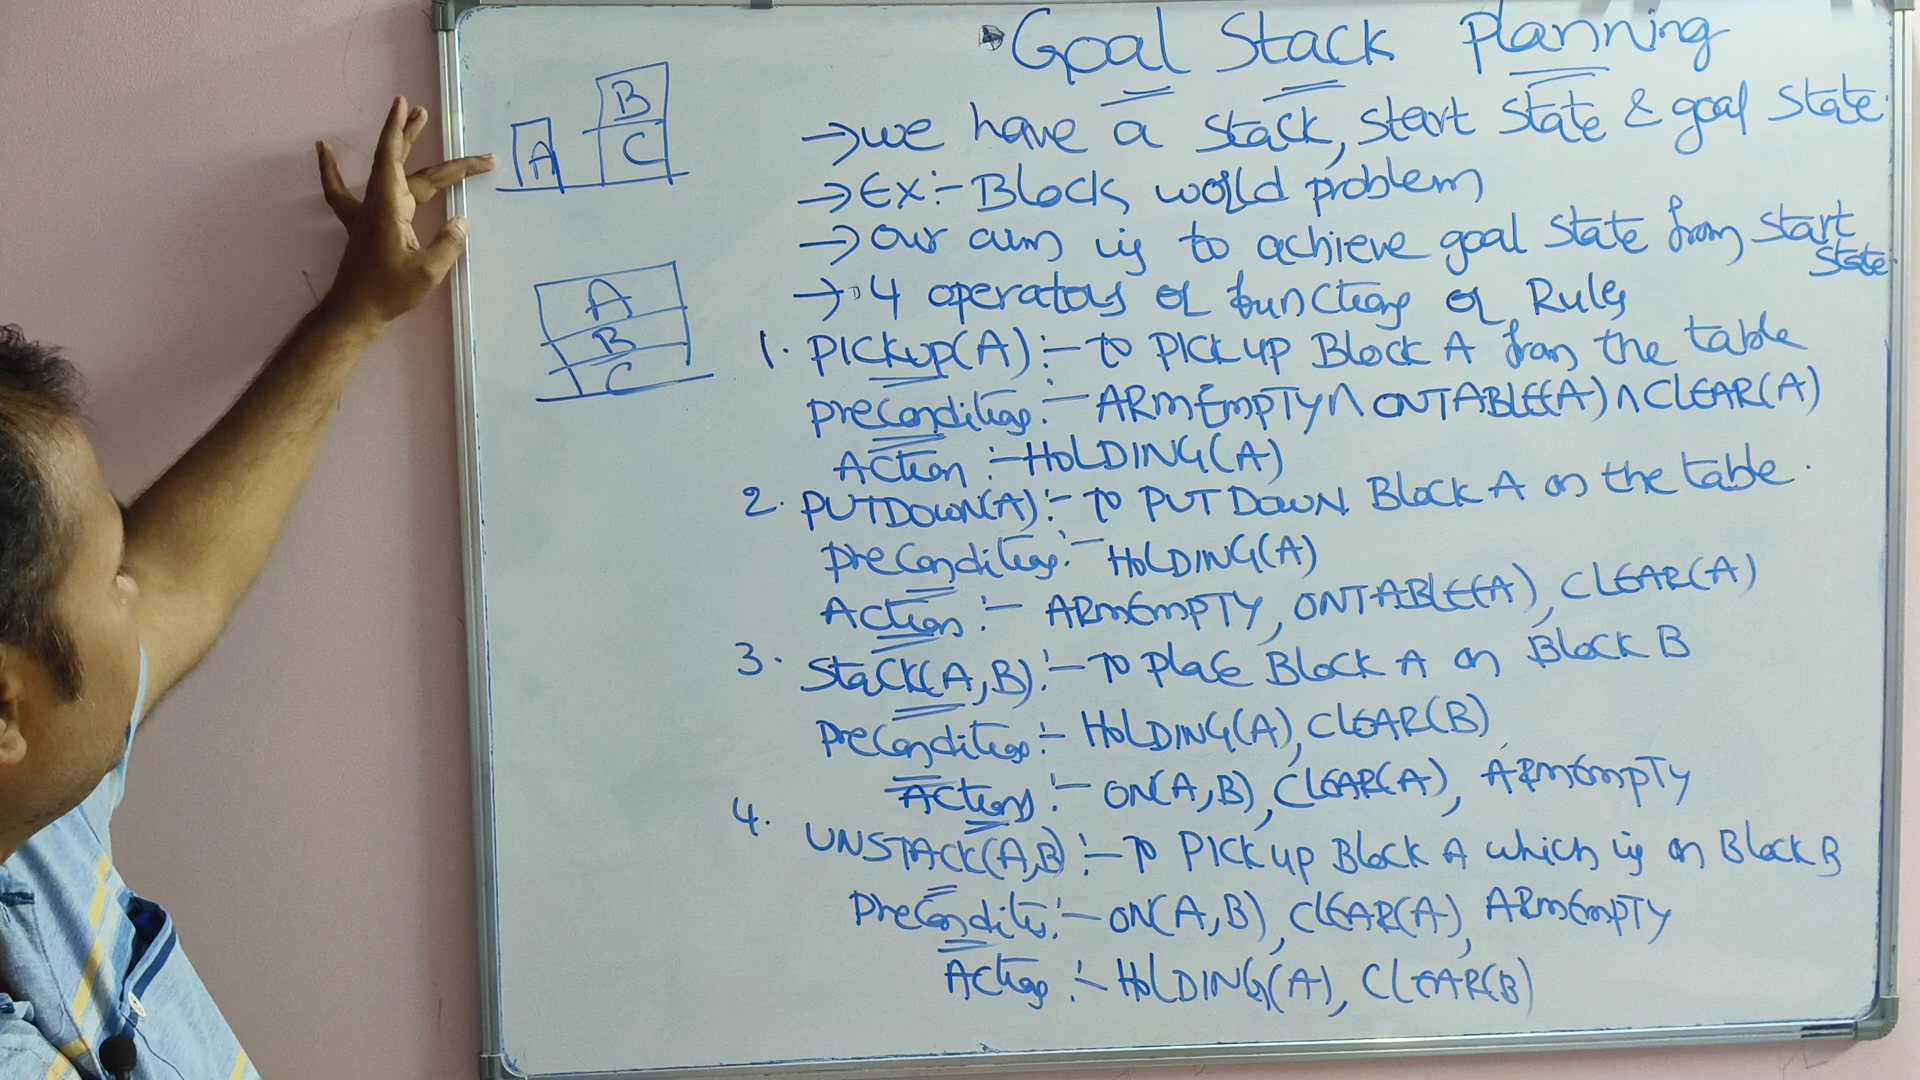 Goal Stack Planning
→ we have a stack, start state & goal state.
→ Ex:- Block world problem
→ our aim is to achieve goal state from start state.
→ 4 operators or functions or Rules
1. PICKUP(A):- to PICK up Block A from the table
Preconditions:- ARMEMPTY ∧ ONTABLE(A) ∧ CLEAR(A)
Action :- HOLDING(A)
2. PUTDOWN(A):- to PUT DOWN Block A on the table.
Preconditions:- HOLDING(A)
Actions :- ARMEMPTY, ONTABLE(A), CLEAR(A)
3. Stack(A,B):- to place Block A on Block B
Preconditions:- HOLDING(A), CLEAR(B)
Actions:- ON(A,B), CLEAR(A), ARMEMPTY
4. UNSTACK(A,B):- to PICK up Block A which is on Block B
Preconditions:- ON(A,B), CLEAR(A), ARMEMPTY
Actions :- HOLDING(A), CLEAR(B)
B
A C
A
B
C